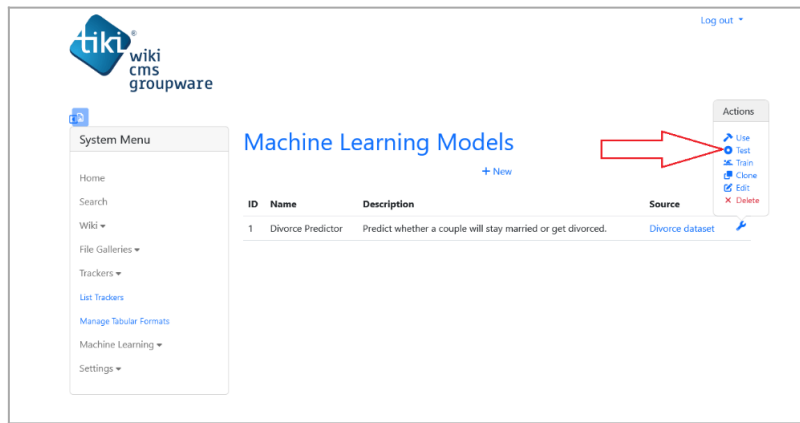 Log out
tiki®
wiki
cms
groupware
Actions
Use
Test
Train
Clone
Edit
Delete
System Menu
Home
Search
Wiki
File Galleries
Trackers
List Trackers
Manage Tabular Formats
Machine Learning
Settings
Machine Learning Models
+ New
ID Name Description Source
1 Divorce Predictor Predict whether a couple will stay married or get divorced. Divorce dataset